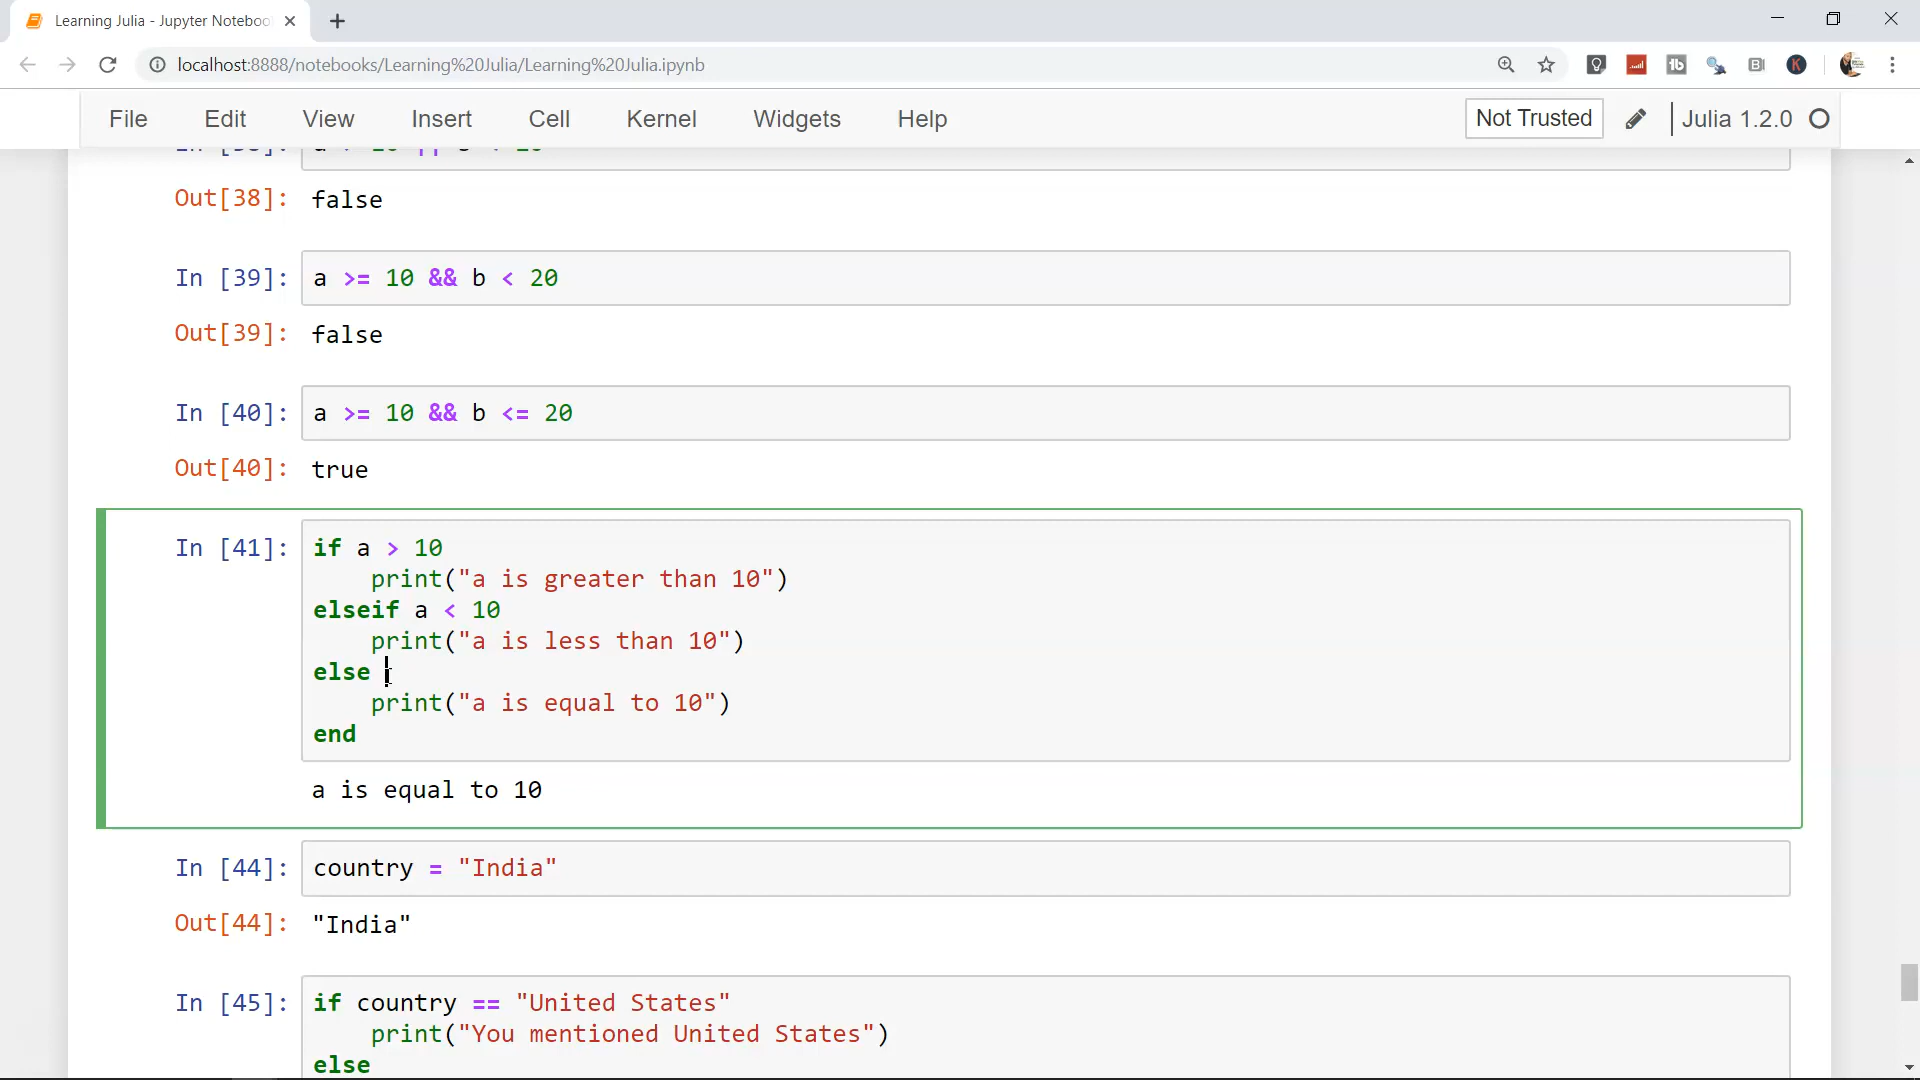 Learning Julia - Jupyter Noteboo
localhost:8888/notebooks/Learning%20Julia/Learning%20Julia.ipynb
File Edit View Insert Cell Kernel Widgets Help Not Trusted Julia 1.2.0
Out[38]: false
In [39]: a >= 10 && b < 20
Out[39]: false
In [40]: a >= 10 && b <= 20
Out[40]: true
In [41]: if a > 10
print("a is greater than 10")
elseif a < 10
print("a is less than 10")
else
print("a is equal to 10")
end
a is equal to 10
In [44]: country = "India"
Out[44]: "India"
In [45]: if country == "United States"
print("You mentioned United States")
else